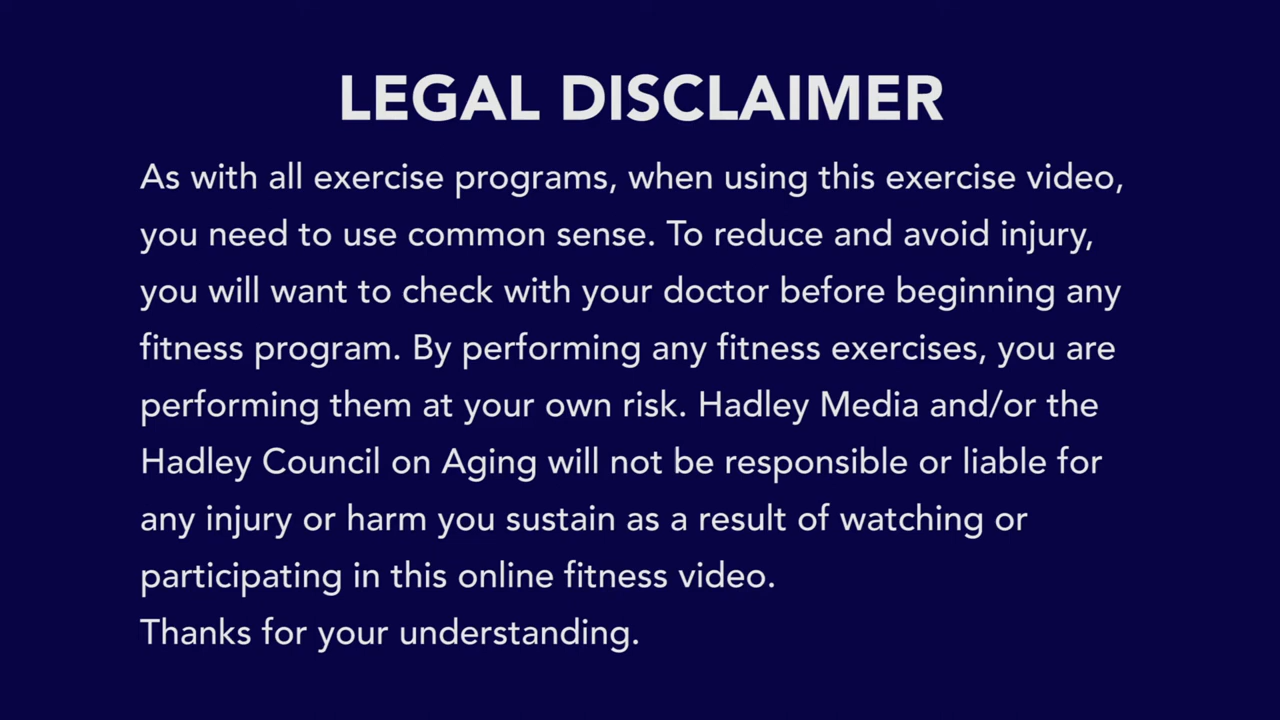 LEGAL DISCLAIMER
As with all exercise programs, when using this exercise video,
you need to use common sense. To reduce and avoid injury,
you will want to check with your doctor before beginning any
fitness program. By performing any fitness exercises, you are
performing them at your own risk. Hadley Media and/or the
Hadley Council on Aging will not be responsible or liable for
any injury or harm you sustain as a result of watching or
participating in this online fitness video.
Thanks for your understanding.